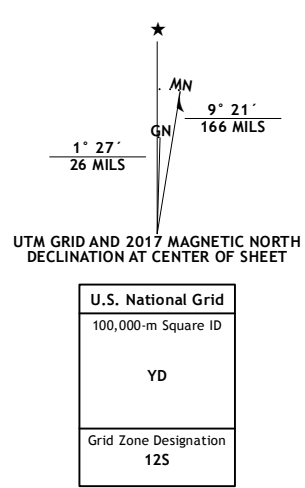 ★
MN
GN
9° 21´
166 MILS
1° 27´
26 MILS
UTM GRID AND 2017 MAGNETIC NORTH
DECLINATION AT CENTER OF SHEET
U.S. National Grid
100,000-m Square ID
YD
Grid Zone Designation
12S